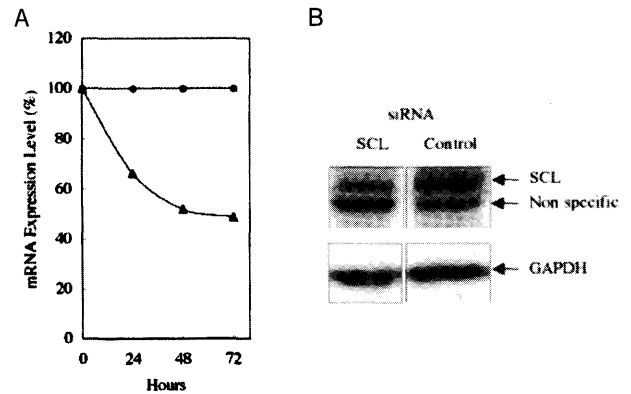 A
mRNA Expression Level (%)
120
100
80
60
40
20
0
0 24 48 72
Hours
B
siRNA
SCL Control
SCL
Non specific
GAPDH